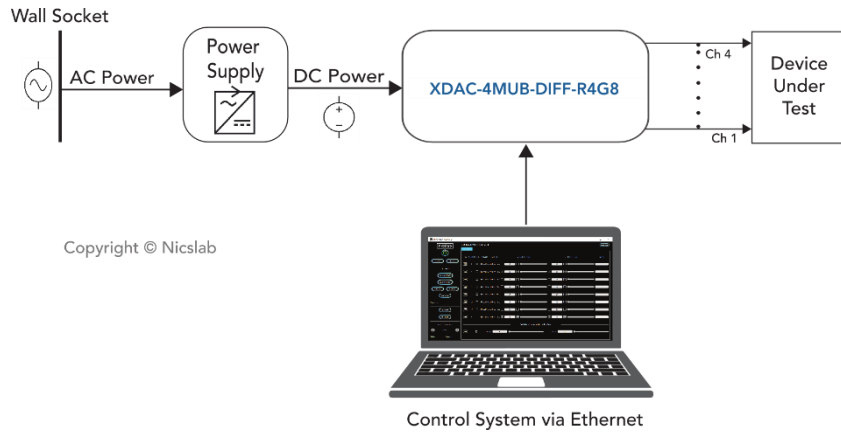 Wall Socket
AC Power
Power
Supply
DC Power
XDAC-4MUB-DIFF-R4G8
Ch 4
Ch 1
Device
Under
Test
Copyright © Nicslab
Control System via Ethernet